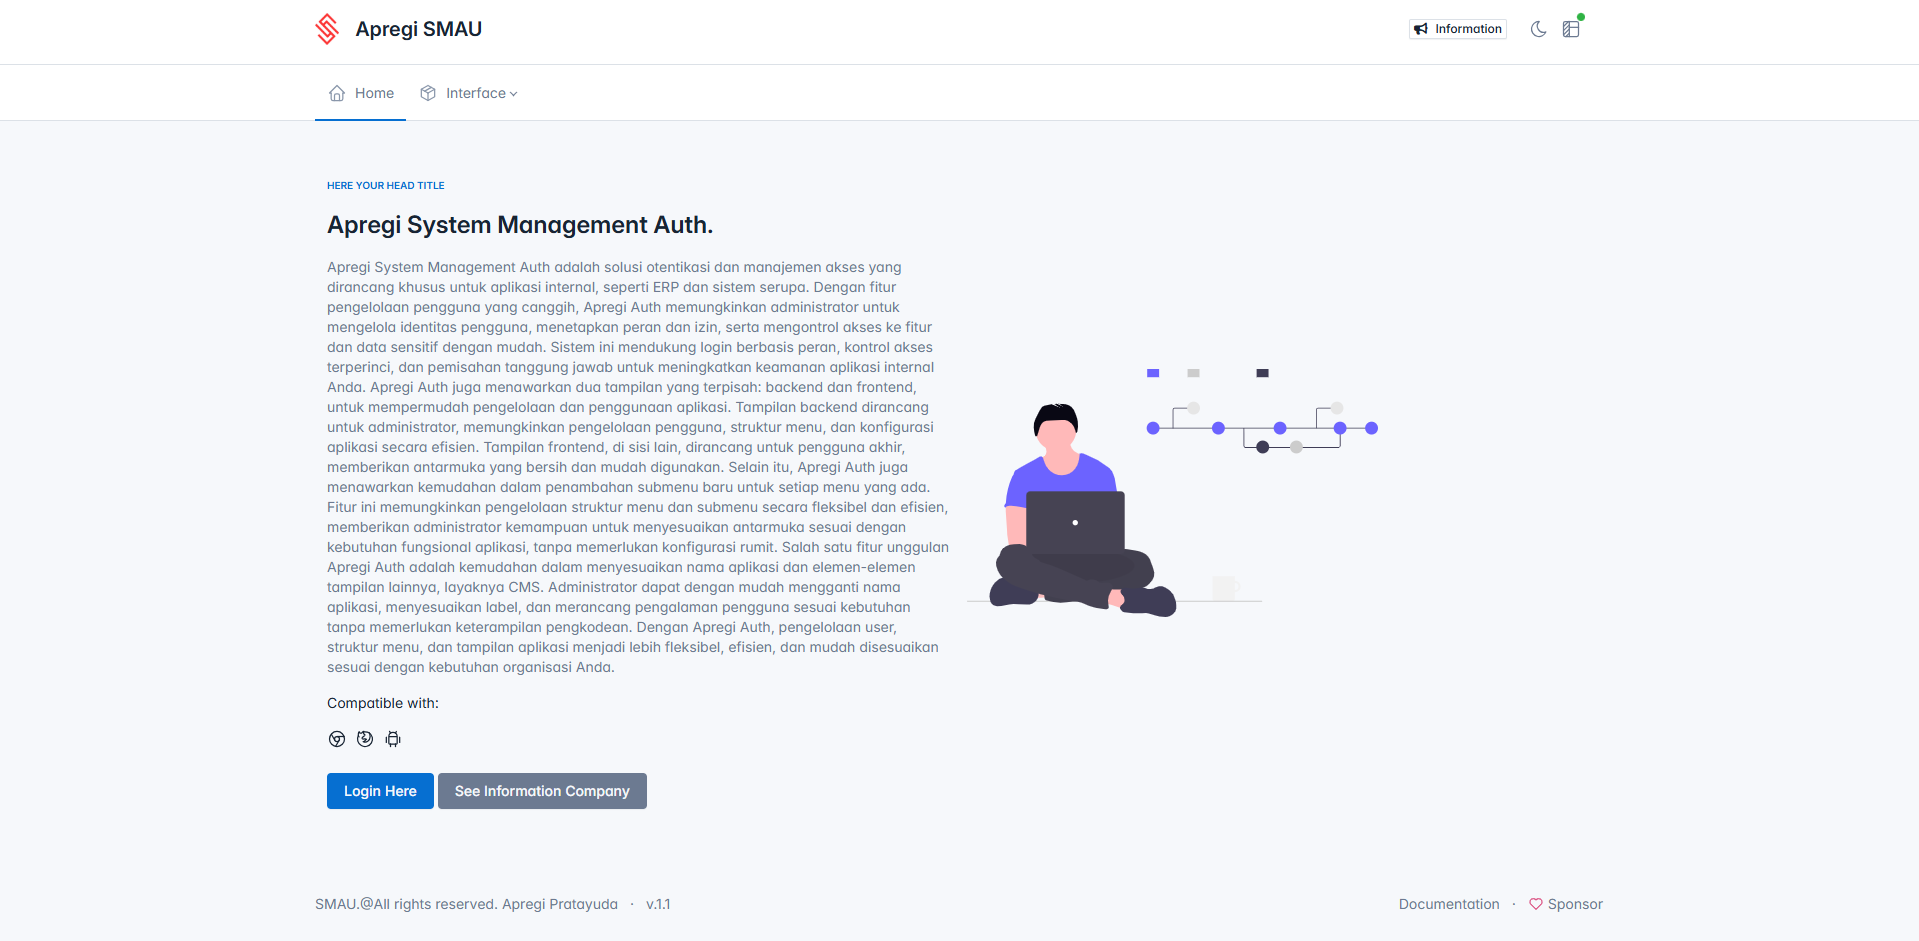 Apregi SMAU
Information
Home
Interface
HERE YOUR HEAD TITLE
Apregi System Management Auth.
Apregi System Management Auth adalah solusi otentikasi dan manajemen akses yang
dirancang khusus untuk aplikasi internal, seperti ERP dan sistem serupa. Dengan fitur
pengelolaan pengguna yang canggih, Apregi Auth memungkinkan administrator untuk
mengelola identitas pengguna, menetapkan peran dan izin, serta mengontrol akses ke fitur
dan data sensitif dengan mudah. Sistem ini mendukung login berbasis peran, kontrol akses
terperinci, dan pemisahan tanggung jawab untuk meningkatkan keamanan aplikasi internal
Anda. Apregi Auth juga menawarkan dua tampilan yang terpisah: backend dan frontend,
untuk mempermudah pengelolaan dan penggunaan aplikasi. Tampilan backend dirancang
untuk administrator, memungkinkan pengelolaan pengguna, struktur menu, dan konfigurasi
aplikasi secara efisien. Tampilan frontend, di sisi lain, dirancang untuk pengguna akhir,
memberikan antarmuka yang bersih dan mudah digunakan. Selain itu, Apregi Auth juga
menawarkan kemudahan dalam penambahan submenu baru untuk setiap menu yang ada.
Fitur ini memungkinkan pengelolaan struktur menu dan submenu secara fleksibel dan efisien,
memberikan administrator kemampuan untuk menyesuaikan antarmuka sesuai dengan
kebutuhan fungsional aplikasi, tanpa memerlukan konfigurasi rumit. Salah satu fitur unggulan
Apregi Auth adalah kemudahan dalam menyesuaikan nama aplikasi dan elemen-elemen
tampilan lainnya, layaknya CMS. Administrator dapat dengan mudah mengganti nama
aplikasi, menyesuaikan label, dan merancang pengalaman pengguna sesuai kebutuhan
tanpa memerlukan keterampilan pengkodean. Dengan Apregi Auth, pengelolaan user,
struktur menu, dan tampilan aplikasi menjadi lebih fleksibel, efisien, dan mudah disesuaikan
sesuai dengan kebutuhan organisasi Anda.
Compatible with:
Login Here
See Information Company
SMAU.@All rights reserved. Apregi Pratayuda · v.1.1
Documentation · Sponsor